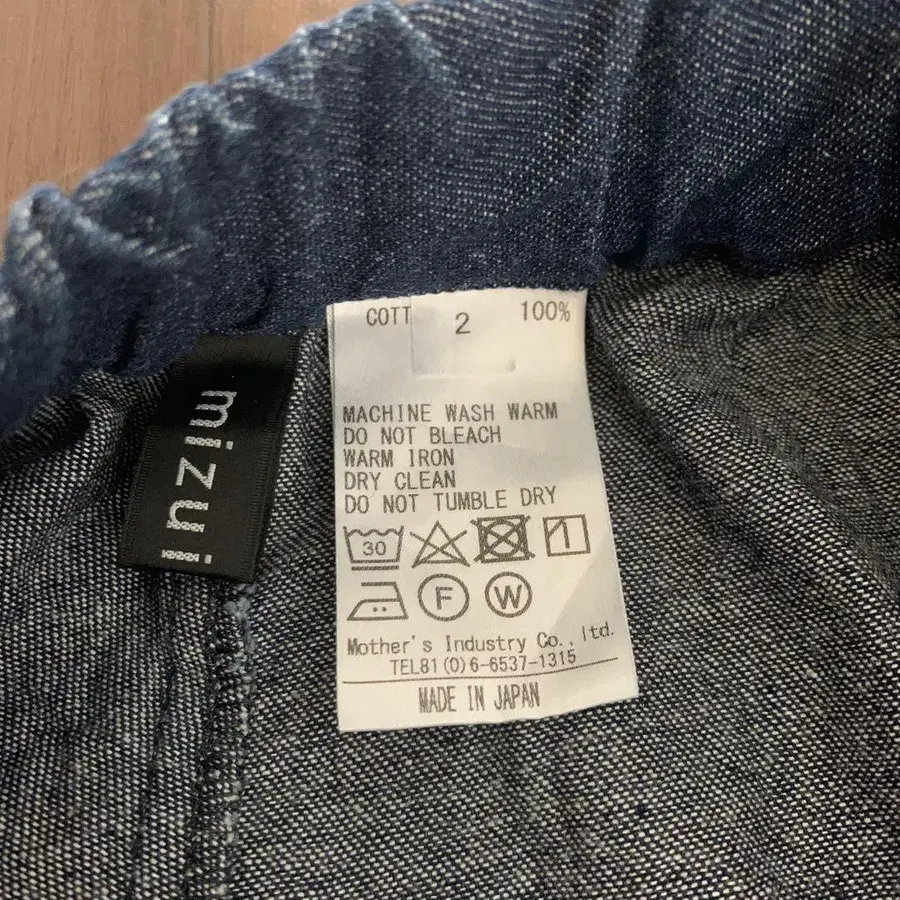 mizuiro
COTT 2 100%
MACHINE WASH WARM
DO NOT BLEACH
WARM IRON
DRY CLEAN
DO NOT TUMBLE DRY
30
F W
Mother's Industry Co.,ltd.
TEL81(0)6-6537-1315
MADE IN JAPAN